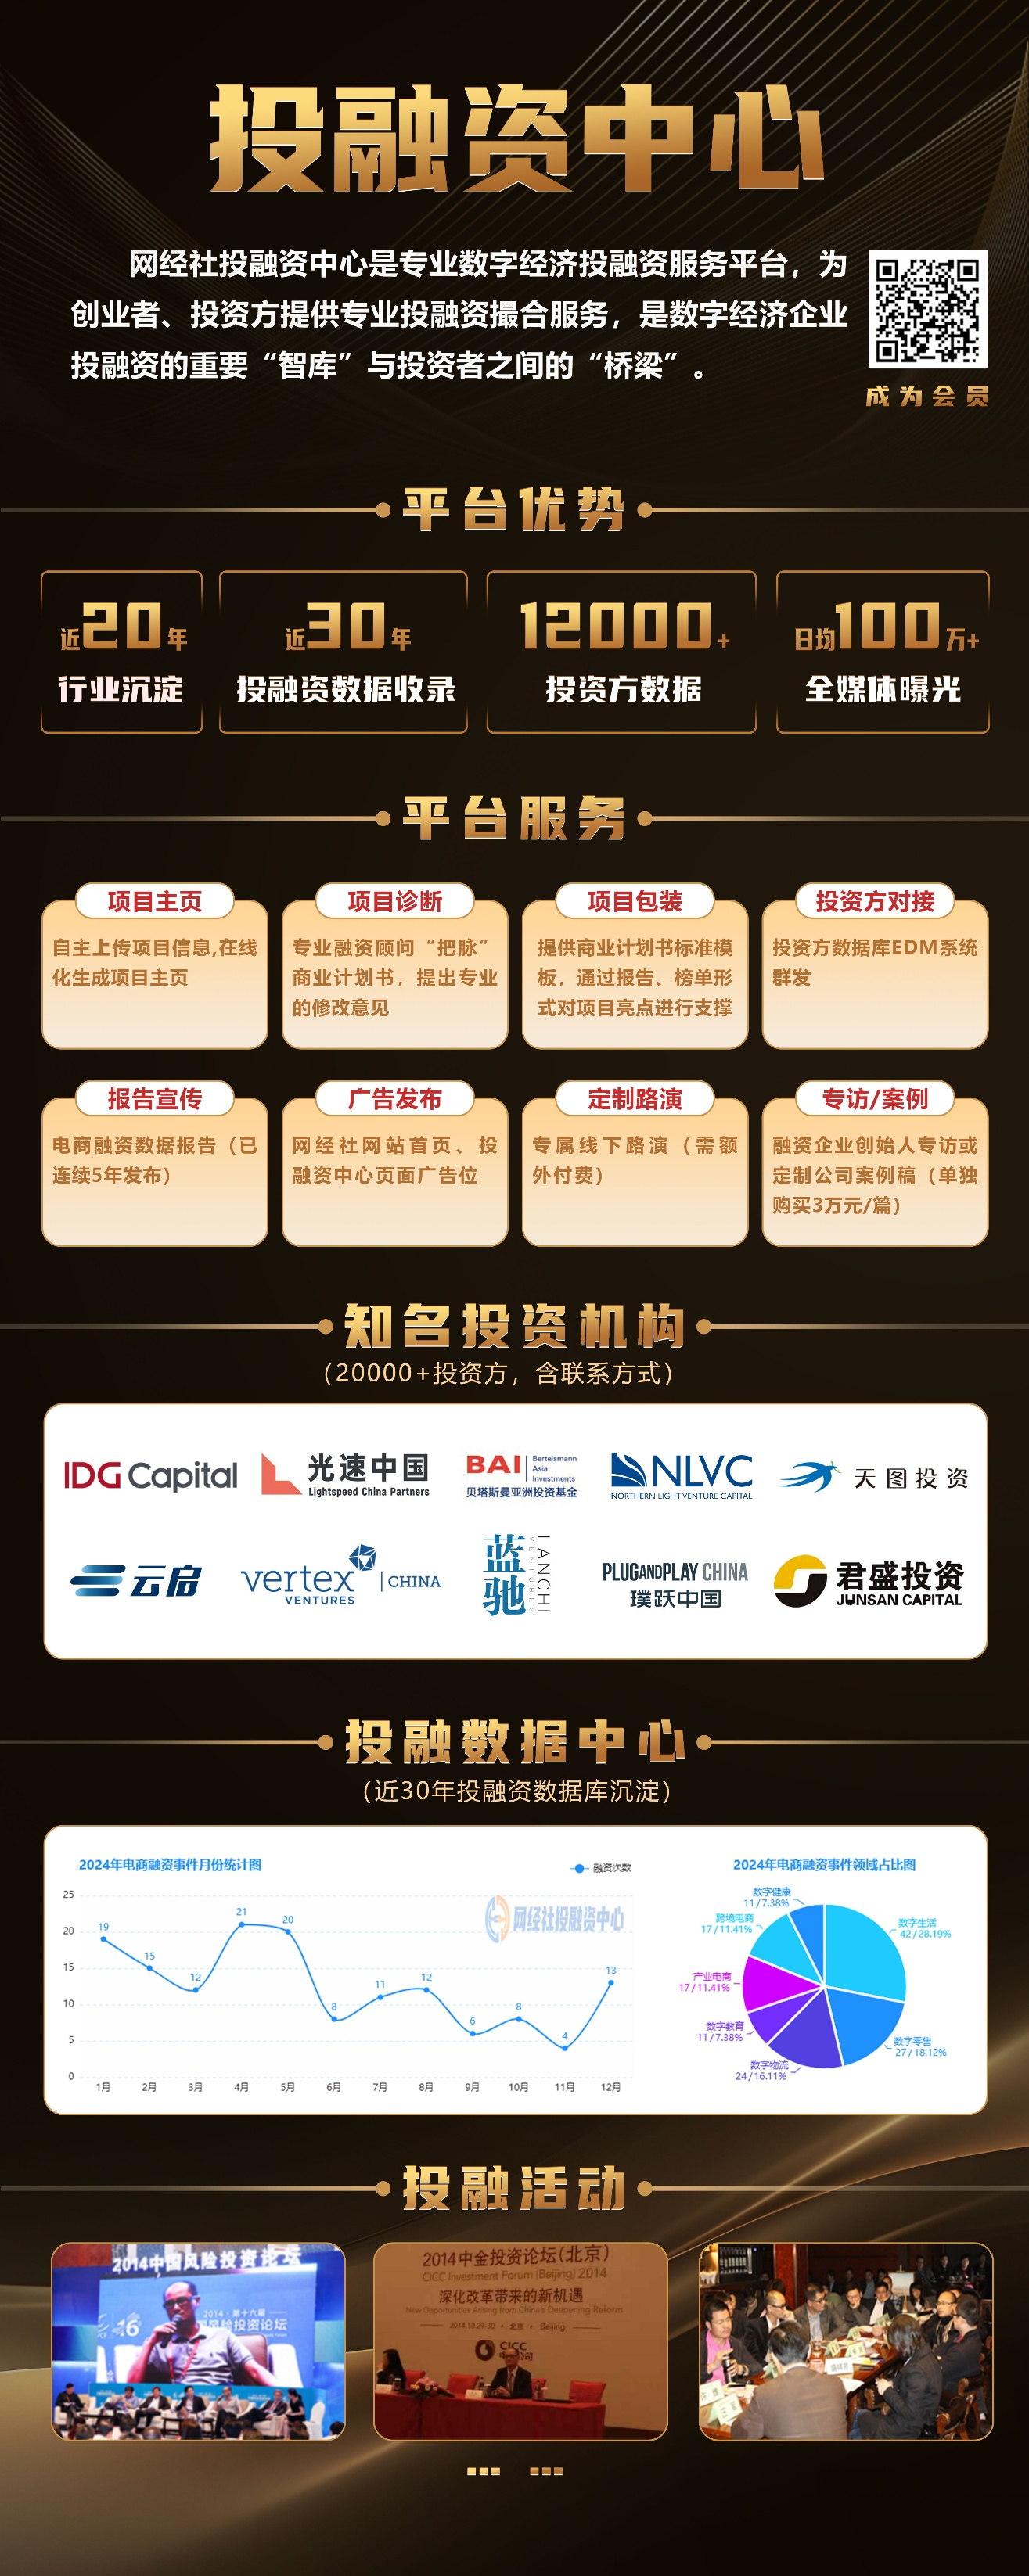 投融资中心
网经社投融资中心是专业数字经济投融资服务平台，为
创业者、投资方提供专业投融资撮合服务，是数字经济企业
投融资的重要“智库”与投资者之间的“桥梁”。
成为会员
平台优势
近20年
行业沉淀
近30年
投融资数据收录
12000+
投资方数据
日均100万+
全媒体曝光
平台服务
项目主页
自主上传项目信息,在线
化生成项目主页
项目诊断
专业融资顾问“把脉”
商业计划书，提出专业
的修改意见
项目包装
提供商业计划书标准模
板，通过报告、榜单形
式对项目亮点进行支撑
投资方对接
投资方数据库EDM系统
群发
报告宣传
电商融资数据报告（已
连续5年发布）
广告发布
网经社网站首页、投
融资中心页面广告位
定制路演
专属线下路演（需额
外付费）
专访/案例
融资企业创始人专访或
定制公司案例稿（单独
购买3万元/篇）
知名投资机构
（20000+投资方，含联系方式）
IDG Capital
光速中国
Lightspeed China Partners
BAI
Bertelsmann
Asia
Investments
贝塔斯曼亚洲投资基金
NLVC
NORTHERN LIGHT VENTURE CAPITAL
天图投资
云启
vertex
VENTURES
CHINA
蓝驰
LANCHI
VENTURES
PLUGANDPLAY CHINA
璞跃中国
君盛投资
JUNSAN CAPITAL
投融数据中心
（近30年投融资数据库沉淀）
2024年电商融资事件月份统计图
融资次数
网经社投融资中心
25
20
15
10
5
0
19
15
12
21
20
8
11
12
6
8
4
13
1月
2月
3月
4月
5月
6月
7月
8月
9月
10月
11月
12月
2024年电商融资事件领域占比图
数字健康
11/7.38%
跨境电商
17/11.41%
产业电商
17/11.41%
数字教育
11/7.38%
数字物流
24/16.11%
数字生活
42/28.19%
数字零售
27/18.12%
投融活动
2014中国风险投资论坛
2014·第十六届
国风险投资论坛
2014中金投资论坛(北京)
CICC Investment Forum (Beijing) 2014
深化改革带来的新机遇
New Opportunities Arising from China's Deepening Reform
2014.10.29-30 · 北京 · Beijing
CICC